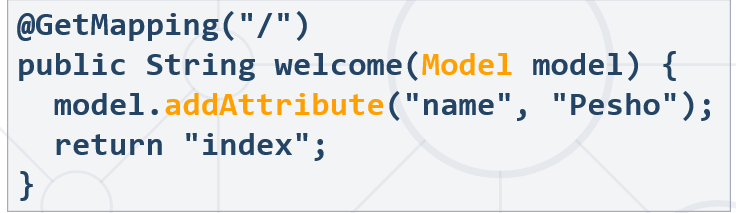 @GetMapping("/")
public String welcome(Model model) {
  model.addAttribute("name", "Pesho");
  return "index";
}